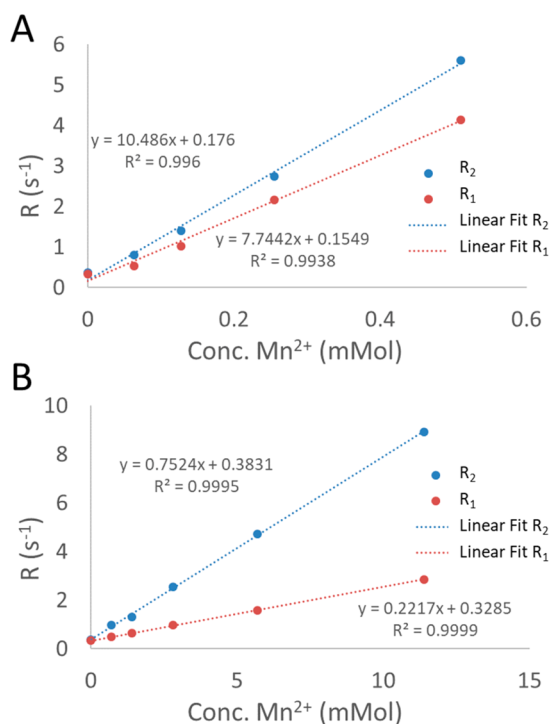 A
6
5
4
3
2
1
0
R (s⁻¹)
y = 10.486x + 0.176
R² = 0.996
y = 7.7442x + 0.1549
R² = 0.9938
R₂
R₁
Linear Fit R₂
Linear Fit R₁
0 0.2 0.4 0.6
Conc. Mn²⁺ (mMol)
B
10
8
6
4
2
0
R (s⁻¹)
y = 0.7524x + 0.3831
R² = 0.9995
R₂
R₁
Linear Fit R₂
Linear Fit R₁
y = 0.2217x + 0.3285
R² = 0.9999
0 5 10 15
Conc. Mn²⁺ (mMol)